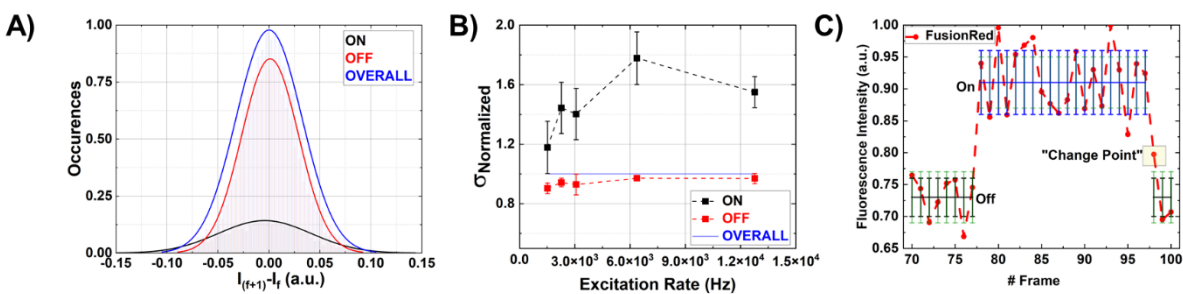 A)
1.00
0.75
0.50
0.25
0.00
Occurences
ON
OFF
OVERALL
-0.15
-0.10
-0.05
0.00
0.05
0.10
0.15
I(f+1)-If (a.u.)
B)
2.0
1.6
1.2
0.8
0.4
σNormalized
ON
OFF
OVERALL
3.0×10³
6.0×10³
9.0×10³
1.2×10⁴
1.5×10⁴
Excitation Rate (Hz)
C)
1.00
0.95
0.90
0.85
0.80
0.75
0.70
0.65
Fluorescence Intensity (a.u.)
FusionRed
On
"Change Point"
Off
70
75
80
85
90
95
100
# Frame